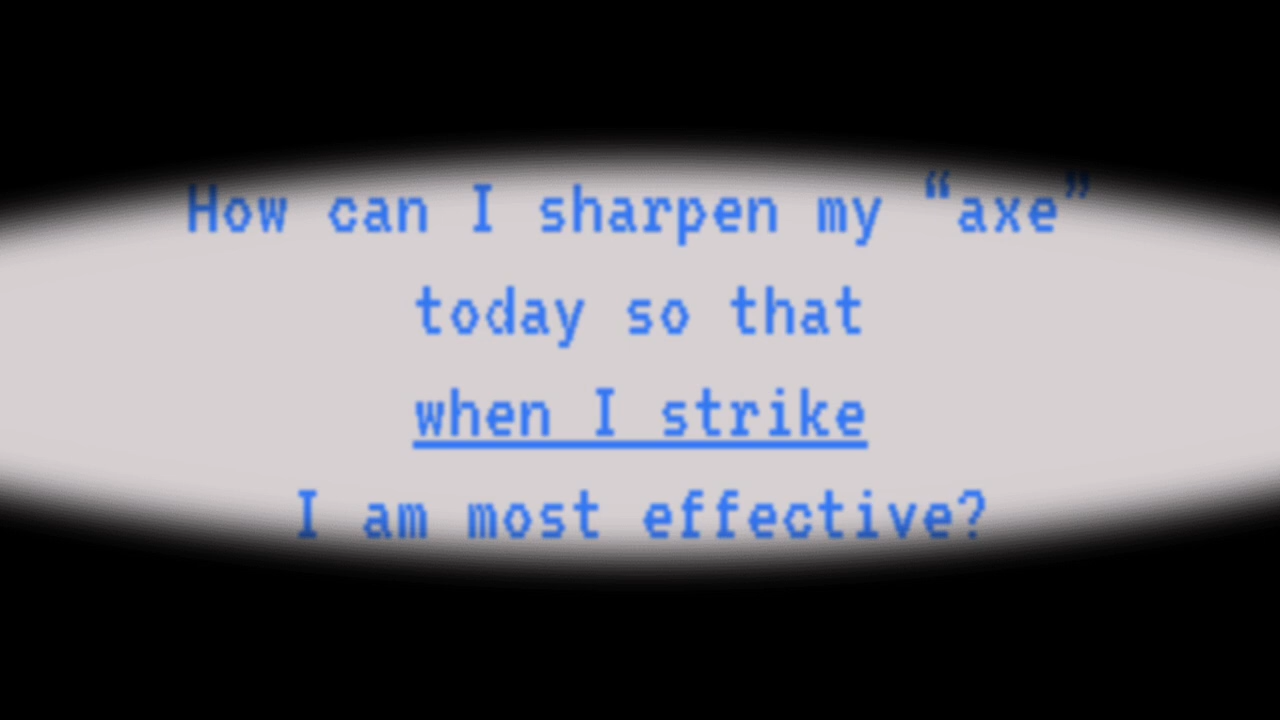 How can I sharpen my “axe”
today so that
when I strike
I am most effective?